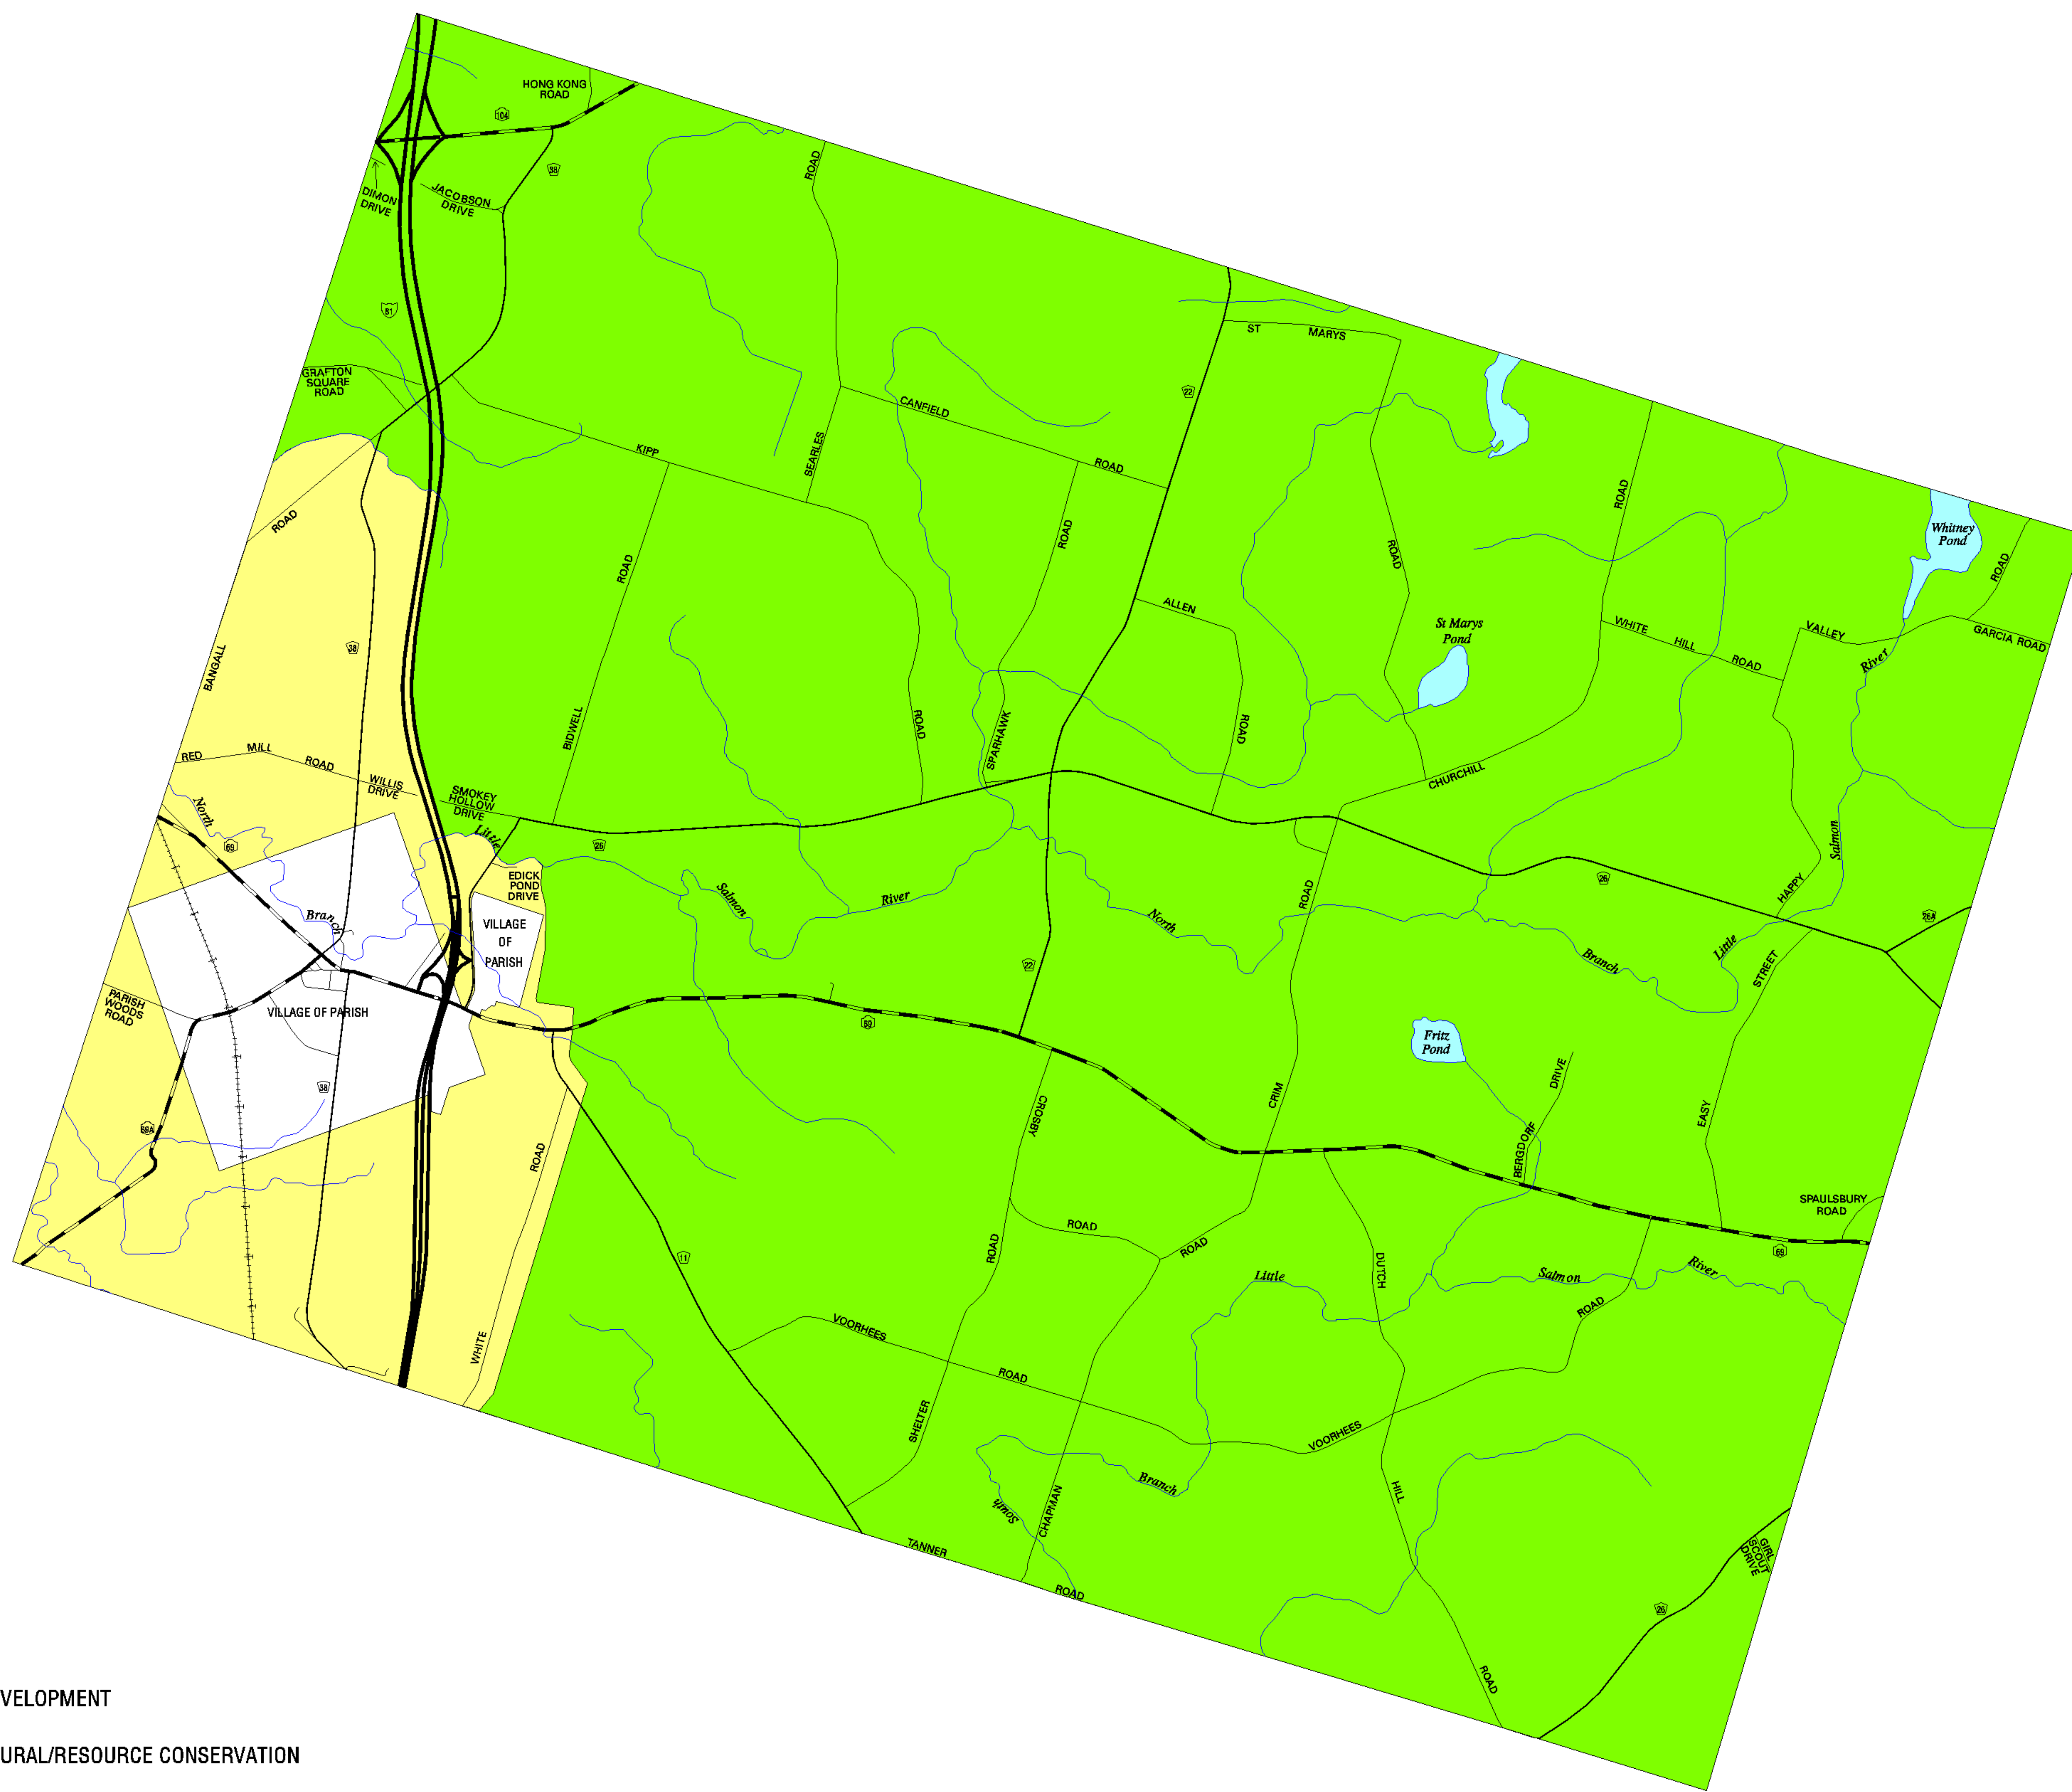 HONG KONG
ROAD
104
38
ROAD
DIMON
DRIVE
JACOBSON
DRIVE
81
ST MARYS
GRAFTON
SQUARE
ROAD
22
CANFIELD
ROAD
KIPP
SEARLES
ROAD
ROAD
ROAD
ROAD
ROAD
Whitney
Pond
ROAD
ROAD
ALLEN
St Marys
Pond
WHITE HILL ROAD
VALLEY
GARCIA ROAD
River
BANGALL
38
BIDWELL
ROAD
SPARHAWK
ROAD
RED MILL ROAD
WILLIS
DRIVE
SMOKEY
HOLLOW
DRIVE
CHURCHILL
North
69
Little
26
Salmon
EDICK
POND
DRIVE
26
HAPPY
ROAD
Salmon
River
Branch
VILLAGE
OF
PARISH
North
26A
22
Branch
Little
STREET
PARISH
WOODS
ROAD
VILLAGE OF PARISH
69
Fritz
Pond
38
DRIVE
CRIM
CROSBY
EASY
69A
BERGDORF
ROAD
SPAULSBURY
ROAD
ROAD
ROAD
ROAD
69
11
DUTCH
Little
Salmon
River
ROAD
VOORHEES
WHITE
ROAD
SHELTER
VOORHEES
Branch
HILL
South
CHAPMAN
TANNER
ROAD
GIRL
SCOUT
DRIVE
26
ROAD
VELOPMENT
URAL/RESOURCE CONSERVATION